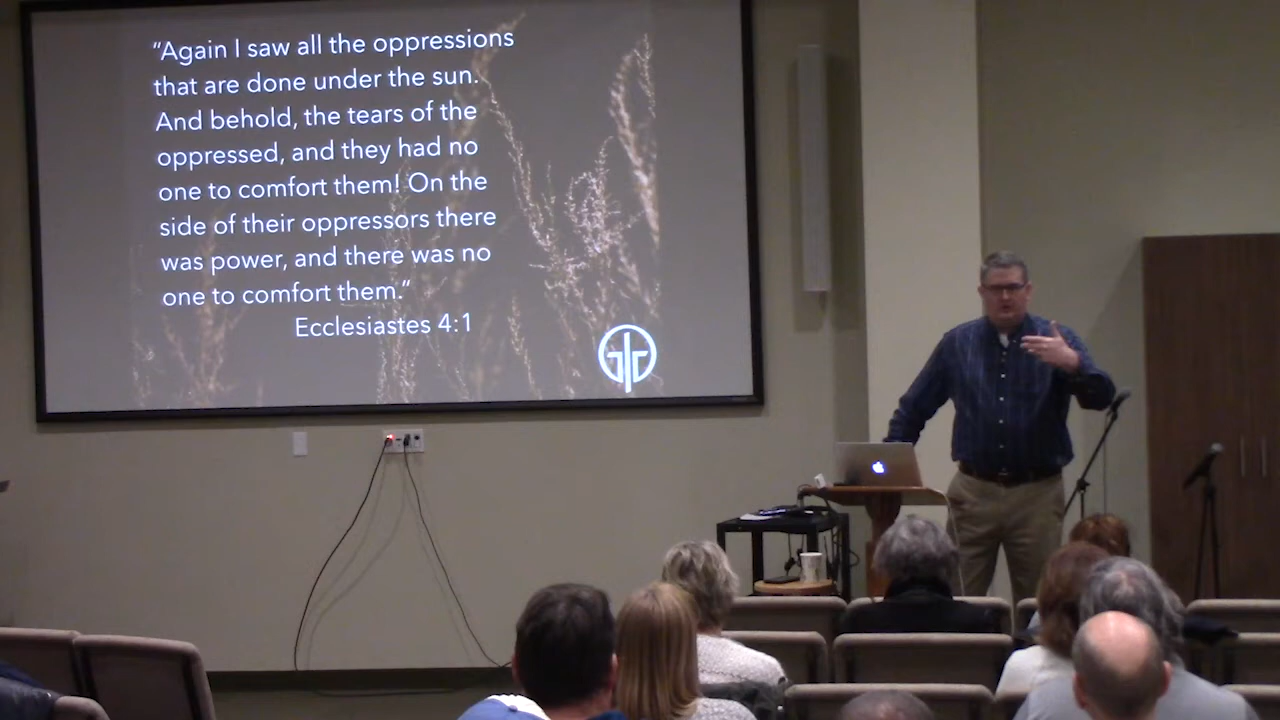 "Again I saw all the oppressions
that are done under the sun.
And behold, the tears of the
oppressed, and they had no
one to comfort them! On the
side of their oppressors there
was power, and there was no
one to comfort them."
Ecclesiastes 4:1